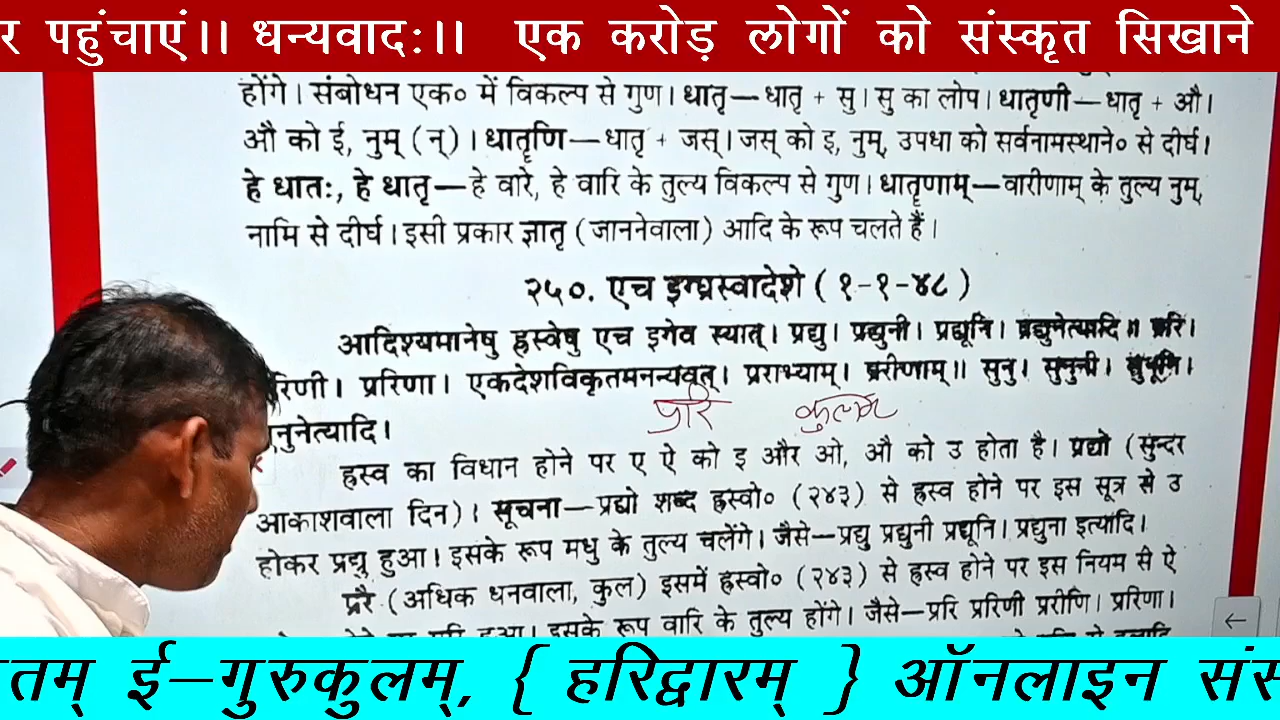 र पहुंचाएं।। धन्यवादः।। एक करोड़ लोगों को संस्कृत सिखाने
होंगे। संबोधन एक० में विकल्प से गुण। धातृ—धातृ + सु। सु का लोप। धातृणी—धातृ + औ।
औ को ई, नुम् (न्)। धातॄणि—धातृ + जस्। जस् को इ, नुम्, उपधा को सर्वनामस्थाने० से दीर्घ।
हे धातः, हे धातृ—हे वारे, हे वारि के तुल्य विकल्प से गुण। धातॄणाम्—वारीणाम् के तुल्य नुम्,
नामि से दीर्घ। इसी प्रकार ज्ञातृ (जाननेवाला) आदि के रूप चलते हैं।
२५०. एच इग्घ्रस्वादेशे (१-१-४८)
आदिश्यमानेषु ह्रस्वेषु एच इगेव स्यात्। प्रद्यु। प्रद्युनी। प्रद्यूनि। प्रद्युनेत्यादि॥ प्ररि।
रिणी। प्ररिणा। एकदेशविकृतमनन्यवत्। प्रराभ्याम्। प्ररीणाम्॥ सुनु। सुनुनी। सुनूनि।
नुनेत्यादि।
प्ररि कुलम्
ह्रस्व का विधान होने पर ए ऐ को इ और ओ, औ को उ होता है। प्रद्यो (सुन्दर
आकाशवाला दिन)। सूचना—प्रद्यो शब्द ह्रस्वो० (२४३) से ह्रस्व होने पर इस सूत्र से उ
होकर प्रद्यु हुआ। इसके रूप मधु के तुल्य चलेंगे। जैसे—प्रद्यु प्रद्युनी प्रद्यूनि। प्रद्युना इत्यादि।
प्ररै (अधिक धनवाला, कुल) इसमें ह्रस्वो० (२४३) से ह्रस्व होने पर इस नियम से ऐ
हुआ। इसके रूप वारि के तुल्य होंगे। जैसे—प्ररि प्ररिणी प्ररीणि। प्ररिणा।
तम् ई–गुरुकुलम्, { हरिद्वारम् } ऑनलाइन संस